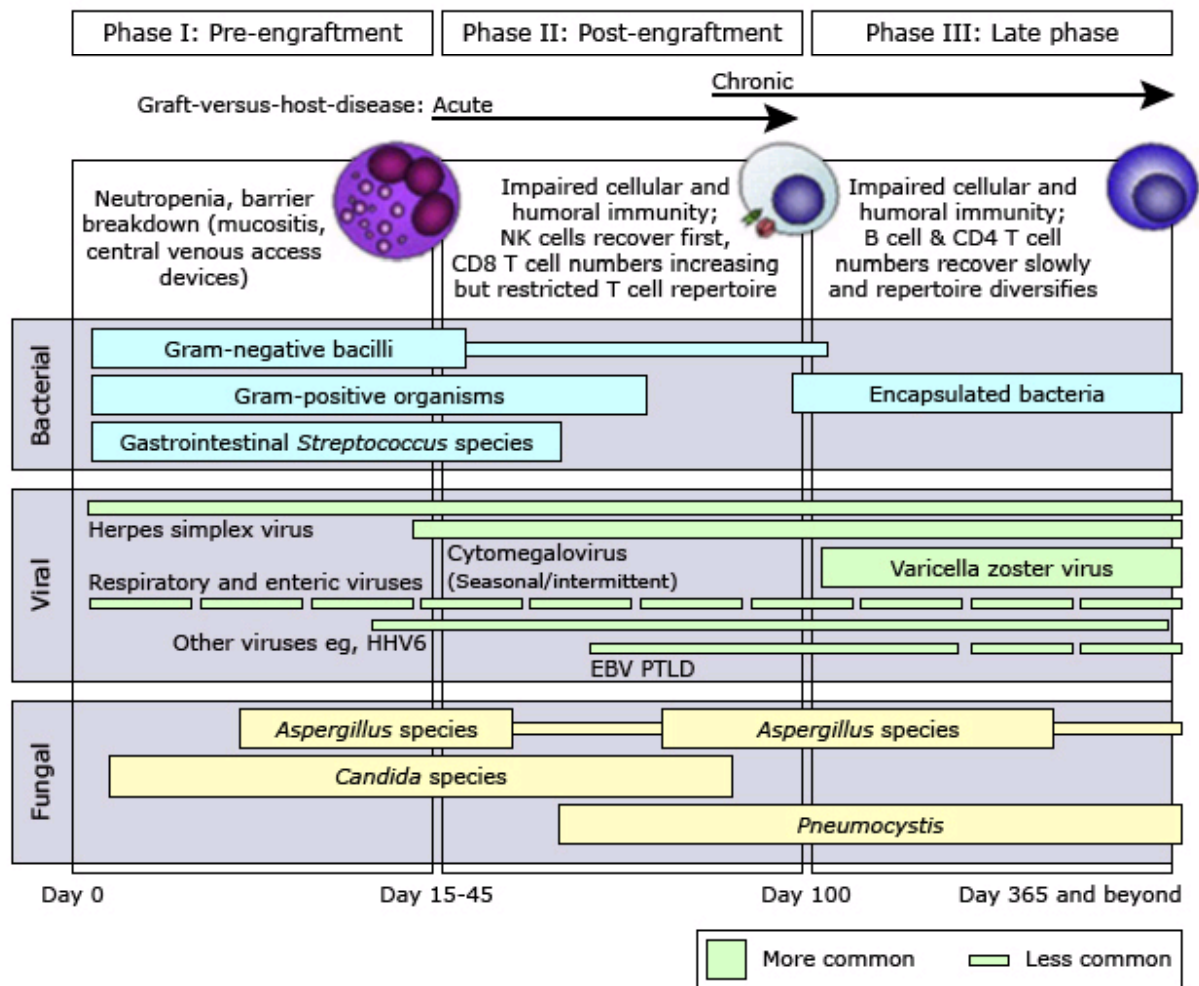 Phase I: Pre-engraftment
Phase II: Post-engraftment
Phase III: Late phase
Chronic
Graft-versus-host-disease: Acute
Neutropenia, barrier
breakdown (mucositis,
central venous access
devices)
Impaired cellular and
humoral immunity;
NK cells recover first,
CD8 T cell numbers increasing
but restricted T cell repertoire
Impaired cellular and
humoral immunity;
B cell & CD4 T cell
numbers recover slowly
and repertoire diversifies
Bacterial
Gram-negative bacilli
Gram-positive organisms
Encapsulated bacteria
Gastrointestinal Streptococcus species
Viral
Herpes simplex virus
Cytomegalovirus
(Seasonal/intermittent)
Varicella zoster virus
Respiratory and enteric viruses
Other viruses eg, HHV6
EBV PTLD
Fungal
Aspergillus species
Aspergillus species
Candida species
Pneumocystis
Day 0
Day 15-45
Day 100
Day 365 and beyond
More common
Less common